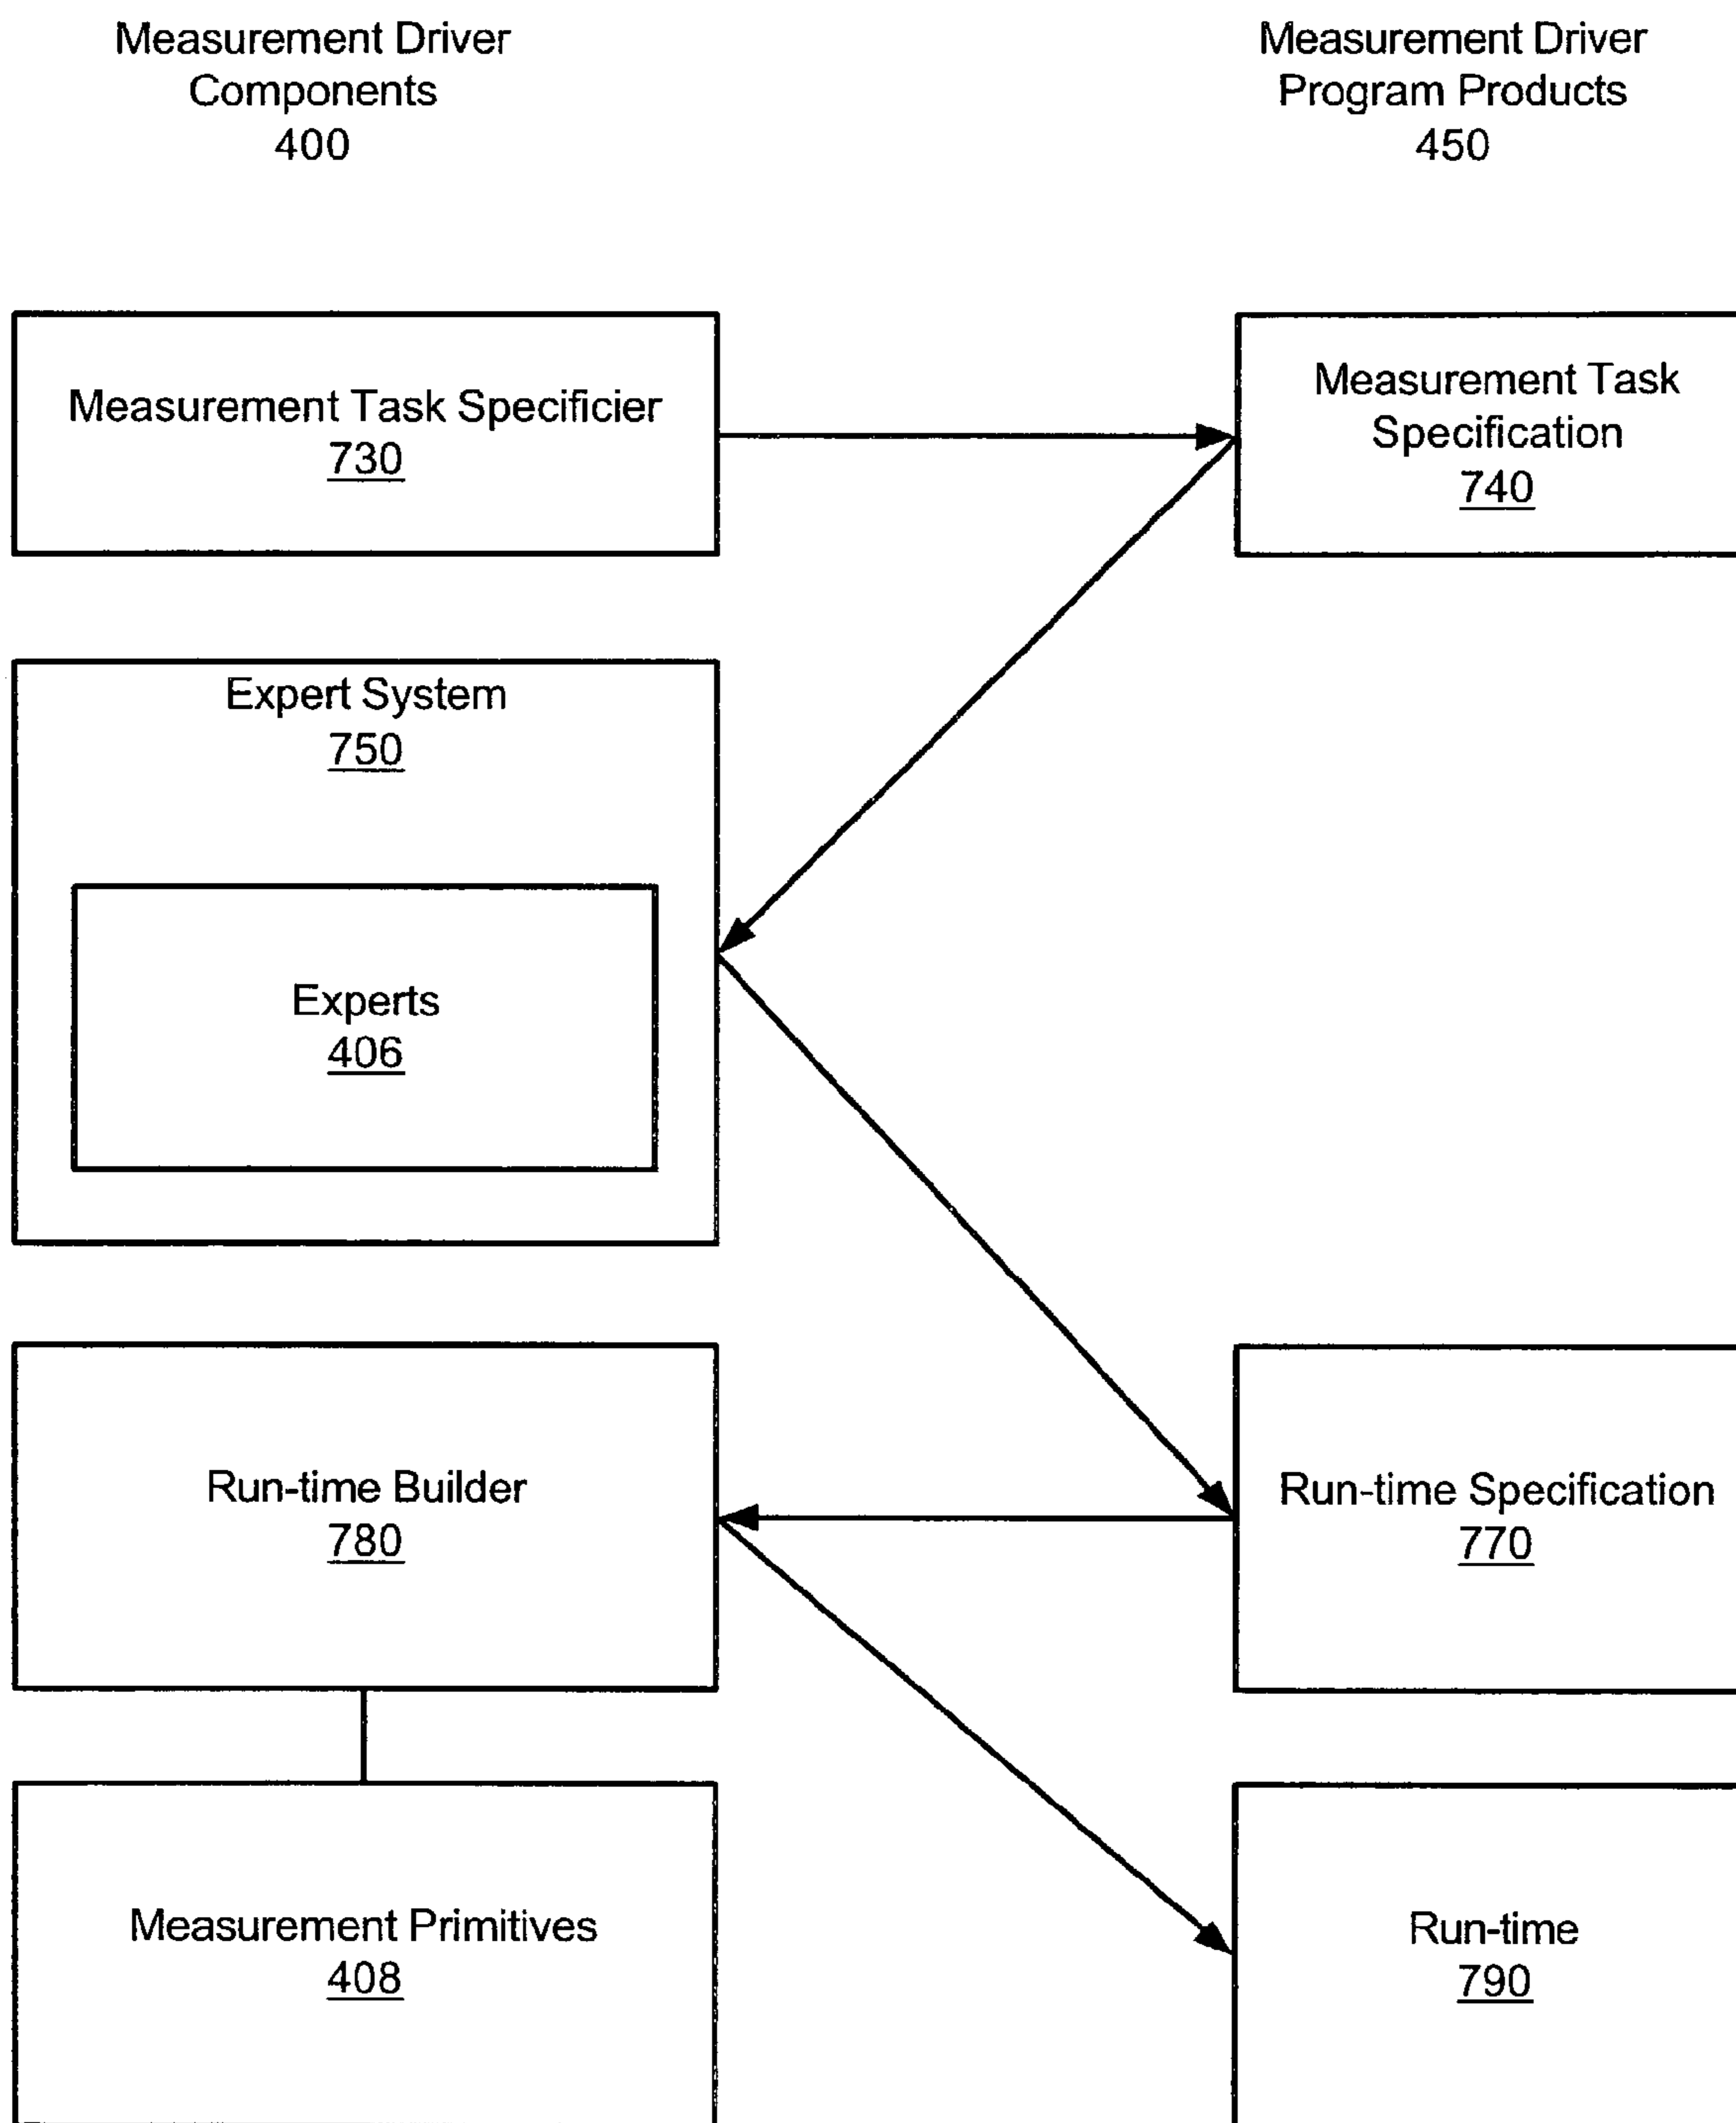 Measurement Driver
Components
400
Measurement Driver
Program Products
450
Measurement Task Specificier
730
Measurement Task
Specification
740
Expert System
750
Experts
406
Run-time Builder
780
Run-time Specification
770
Measurement Primitives
408
Run-time
790